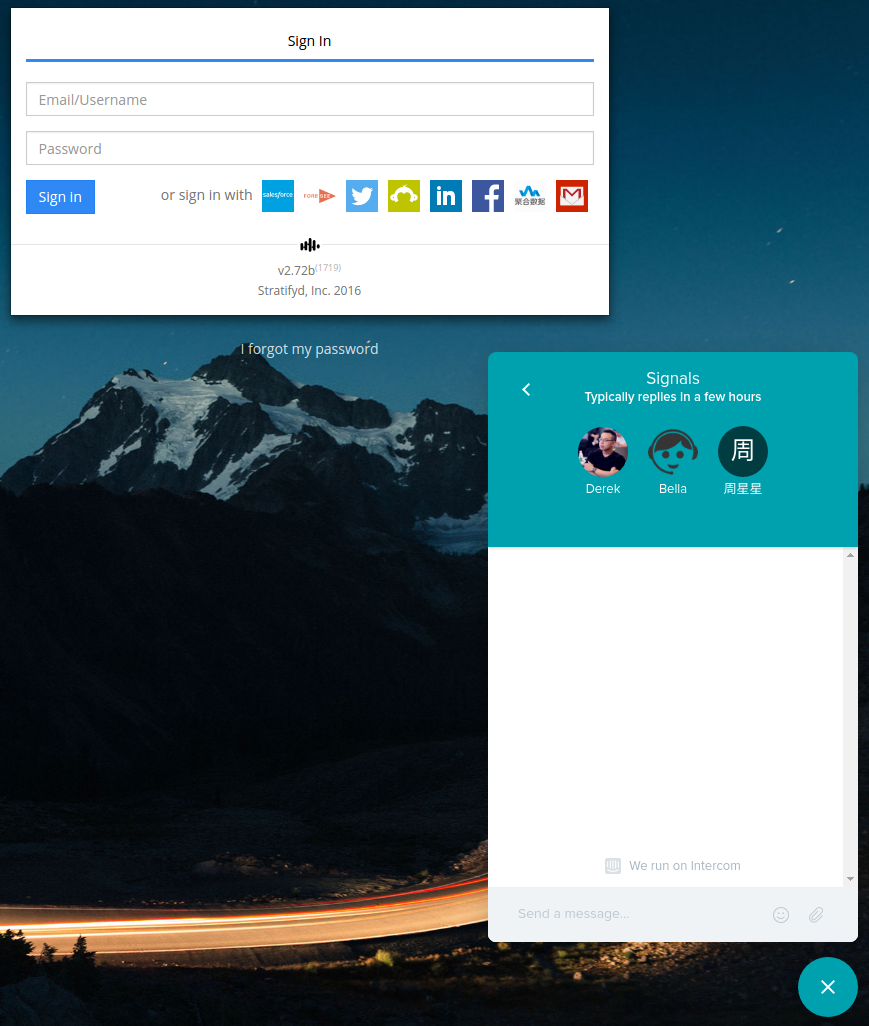 Sign In
Email/Username
Password
Sign in
or sign in with
salesforce
FORESEE
in
聚合数据
v2.72b(1719)
Stratifyd, Inc. 2016
I forgot my password
Signals
Typically replies in a few hours
周
Derek
Bella
周星星
We run on Intercom
Send a message...